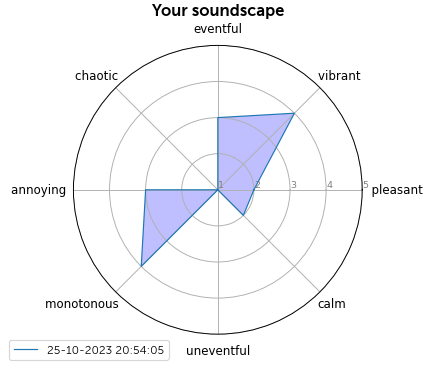 Your soundscape
eventful
chaotic
vibrant
annoying
1 2 3 4 5
pleasant
monotonous
calm
25-10-2023 20:54:05
uneventful